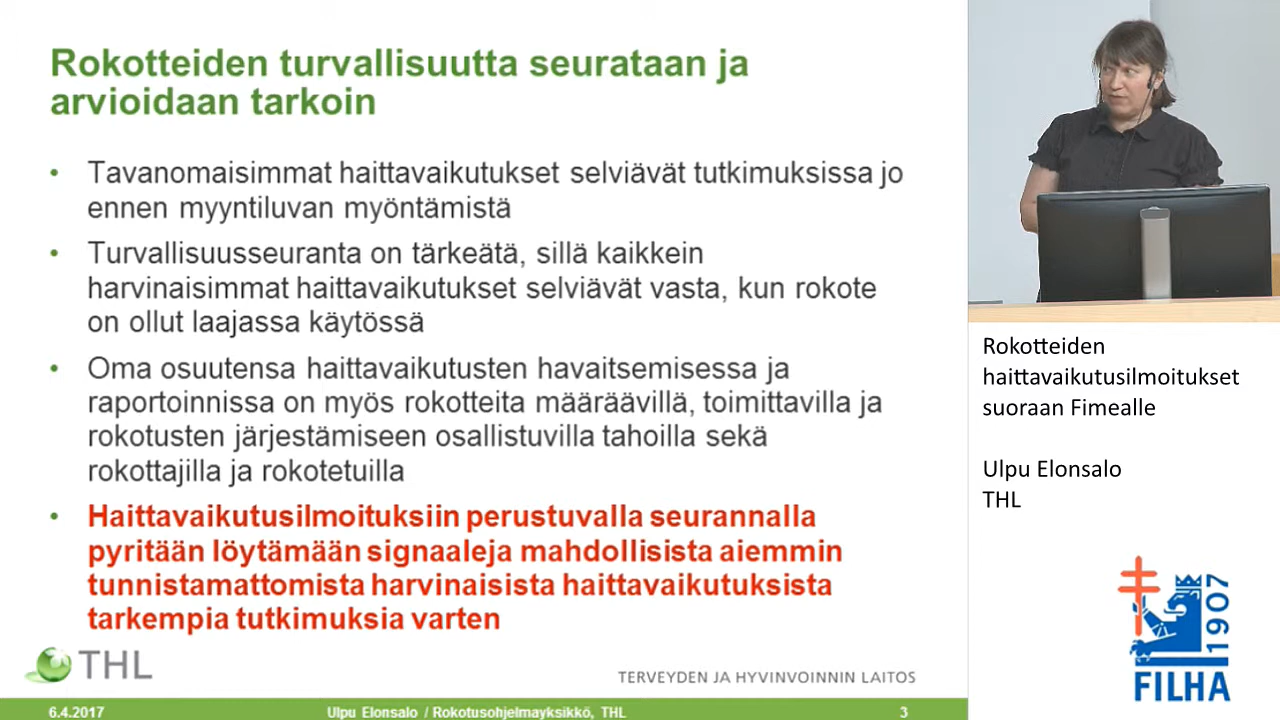 Rokotteiden turvallisuutta seurataan ja
arvioidaan tarkoin
• Tavanomaisimmat haittavaikutukset selviävät tutkimuksissa jo
ennen myyntiluvan myöntämistä
• Turvallisuusseuranta on tärkeätä, sillä kaikkein
harvinaisimmat haittavaikutukset selviävät vasta, kun rokote
on ollut laajassa käytössä
• Oma osuutensa haittavaikutusten havaitsemisessa ja
raportoinnissa on myös rokotteita määräävillä, toimittavilla ja
rokotusten järjestämiseen osallistuvilla tahoilla sekä
rokottajilla ja rokotetuilla
• Haittavaikutusilmoituksiin perustuvalla seurannalla
pyritään löytämään signaaleja mahdollisista aiemmin
tunnistamattomista harvinaisista haittavaikutuksista
tarkempia tutkimuksia varten
THL
TERVEYDEN JA HYVINVOINNIN LAITOS
6.4.2017
Ulpu Elonsalo / Rokotusohjelmayksikkö, THL
3
Rokotteiden
haittavaikutusilmoitukset
suoraan Fimealle
Ulpu Elonsalo
THL
1907
FILHA